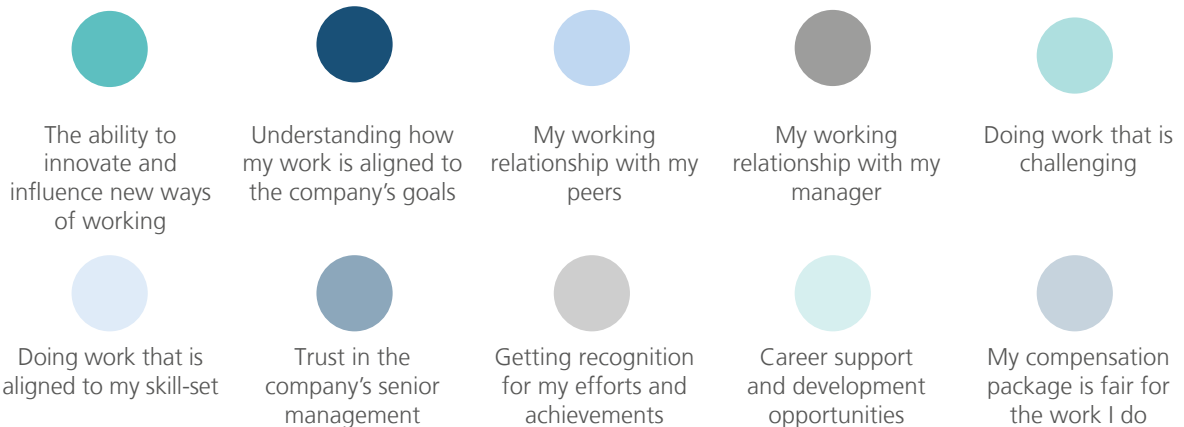 The ability to
innovate and
influence new ways
of working
Understanding how
my work is aligned to
the company’s goals
My working
relationship with my
peers
My working
relationship with my
manager
Doing work that is
challenging
Doing work that is
aligned to my skill-set
Trust in the
company’s senior
management
Getting recognition
for my efforts and
achievements
Career support
and development
opportunities
My compensation
package is fair for
the work I do